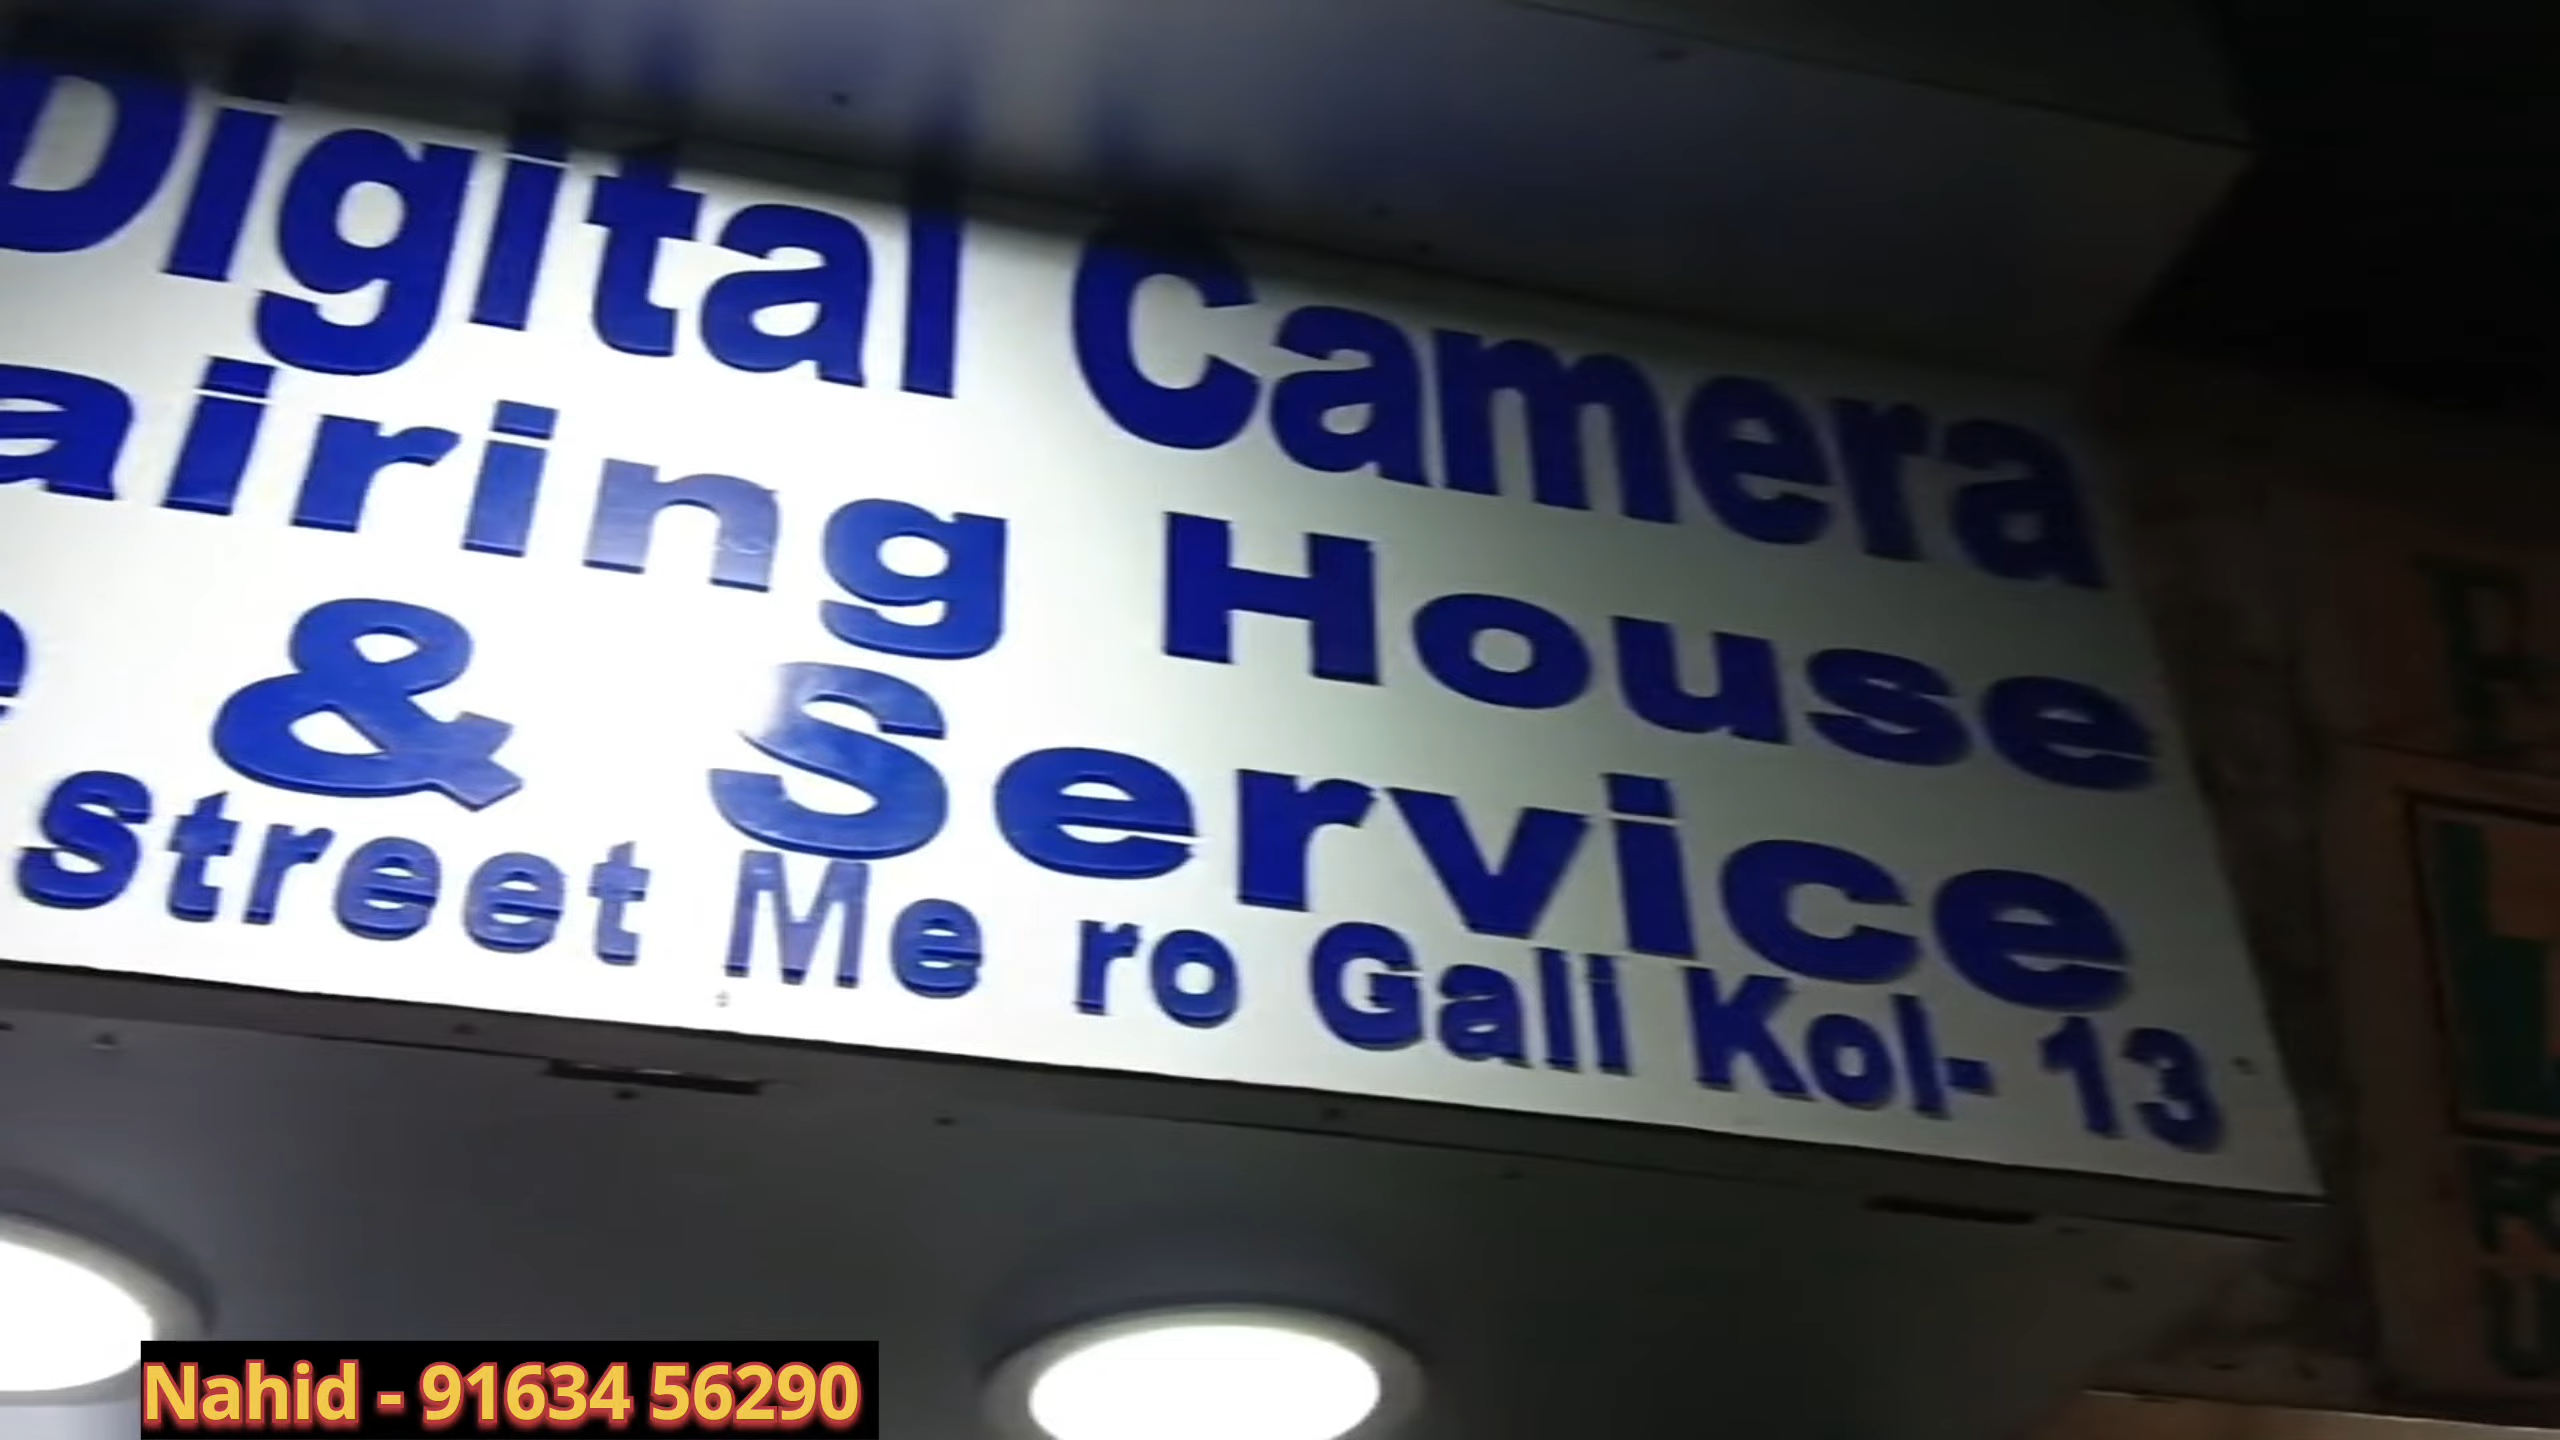 Digital Camera
airing House
e & Service
Street Me ro Gali Kol- 13
Nahid - 91634 56290